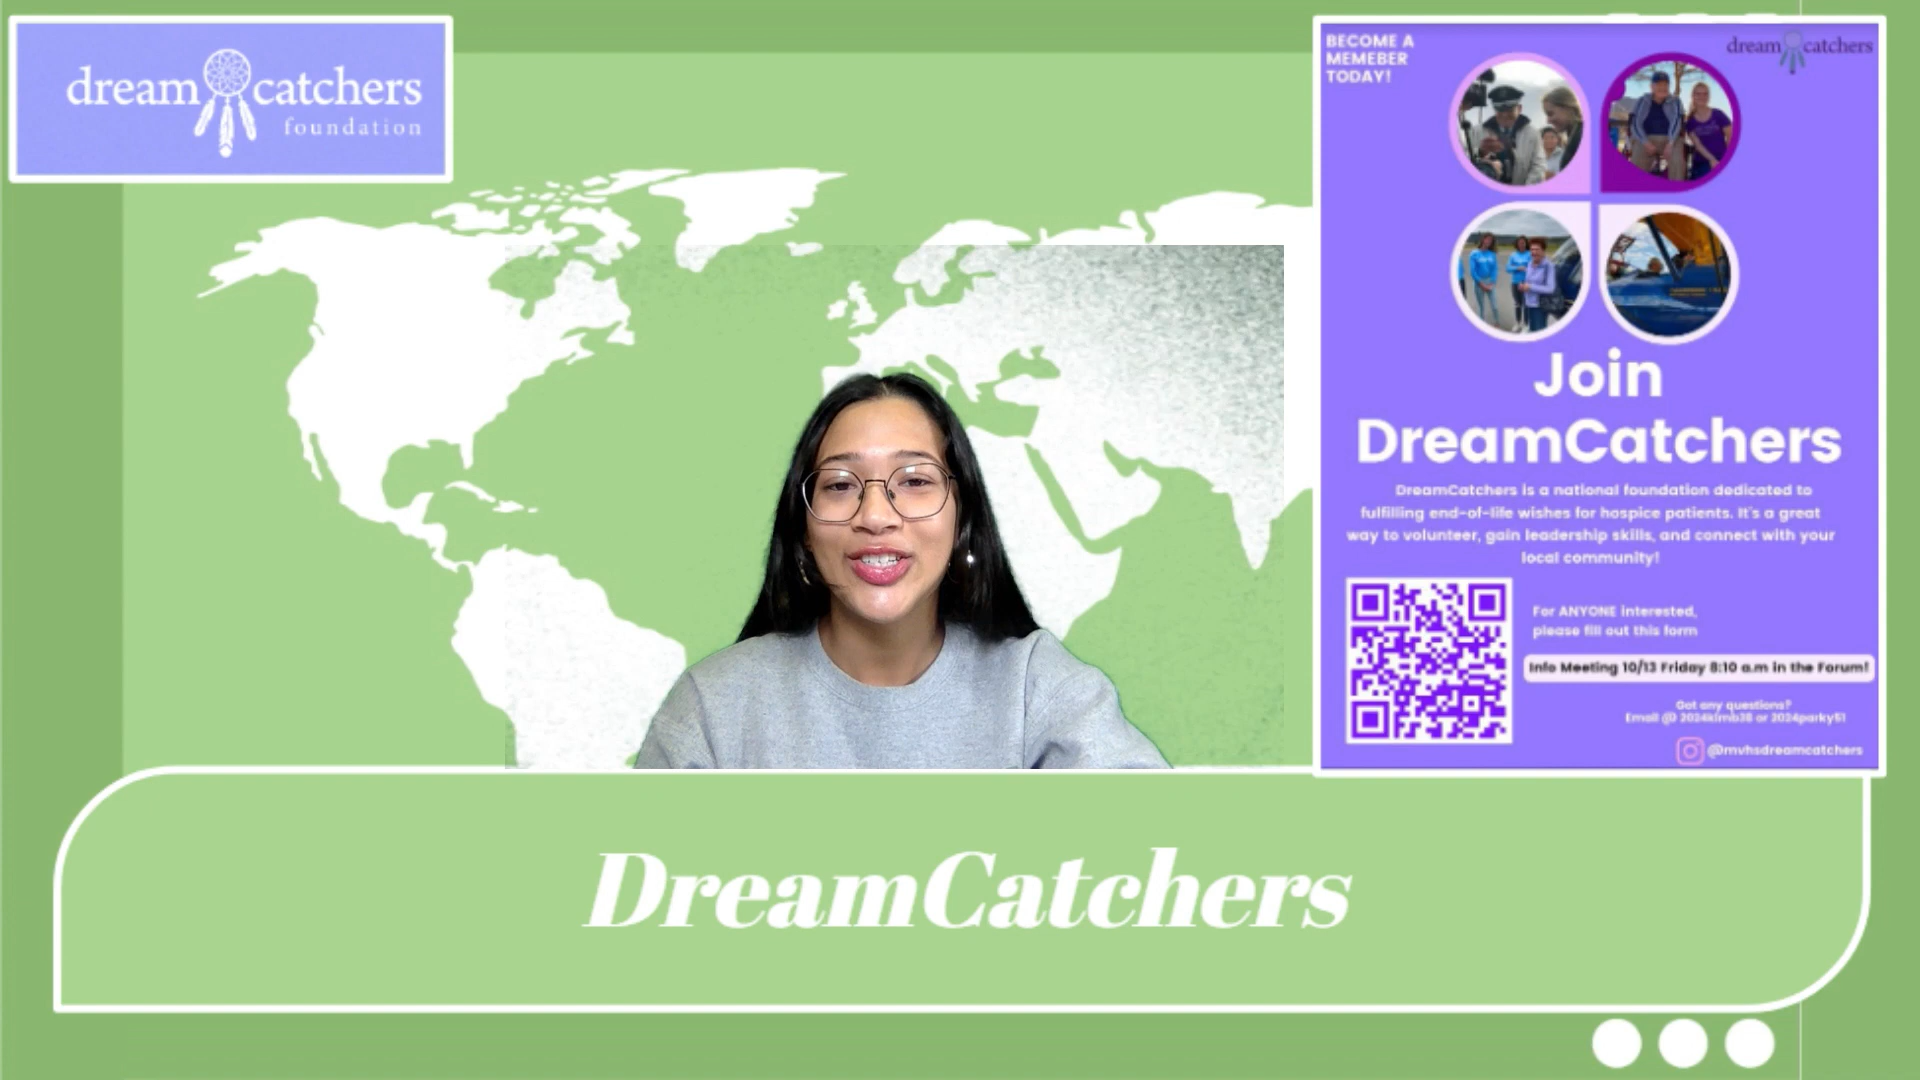 dream catchers
foundation
BECOME A
MEMEBER
TODAY!
dream catchers
Join
DreamCatchers
DreamCatchers is a national foundation dedicated to
fulfilling end-of-life wishes for hospice patients. It's a great
way to volunteer, gain leadership skills, and connect with your
local community!
For ANYONE interested,
please fill out this form
Info Meeting 10/13 Friday 8:10 a.m in the Forum!
Got any questions?
Email @ or
@mvhsdreamcatchers
DreamCatchers